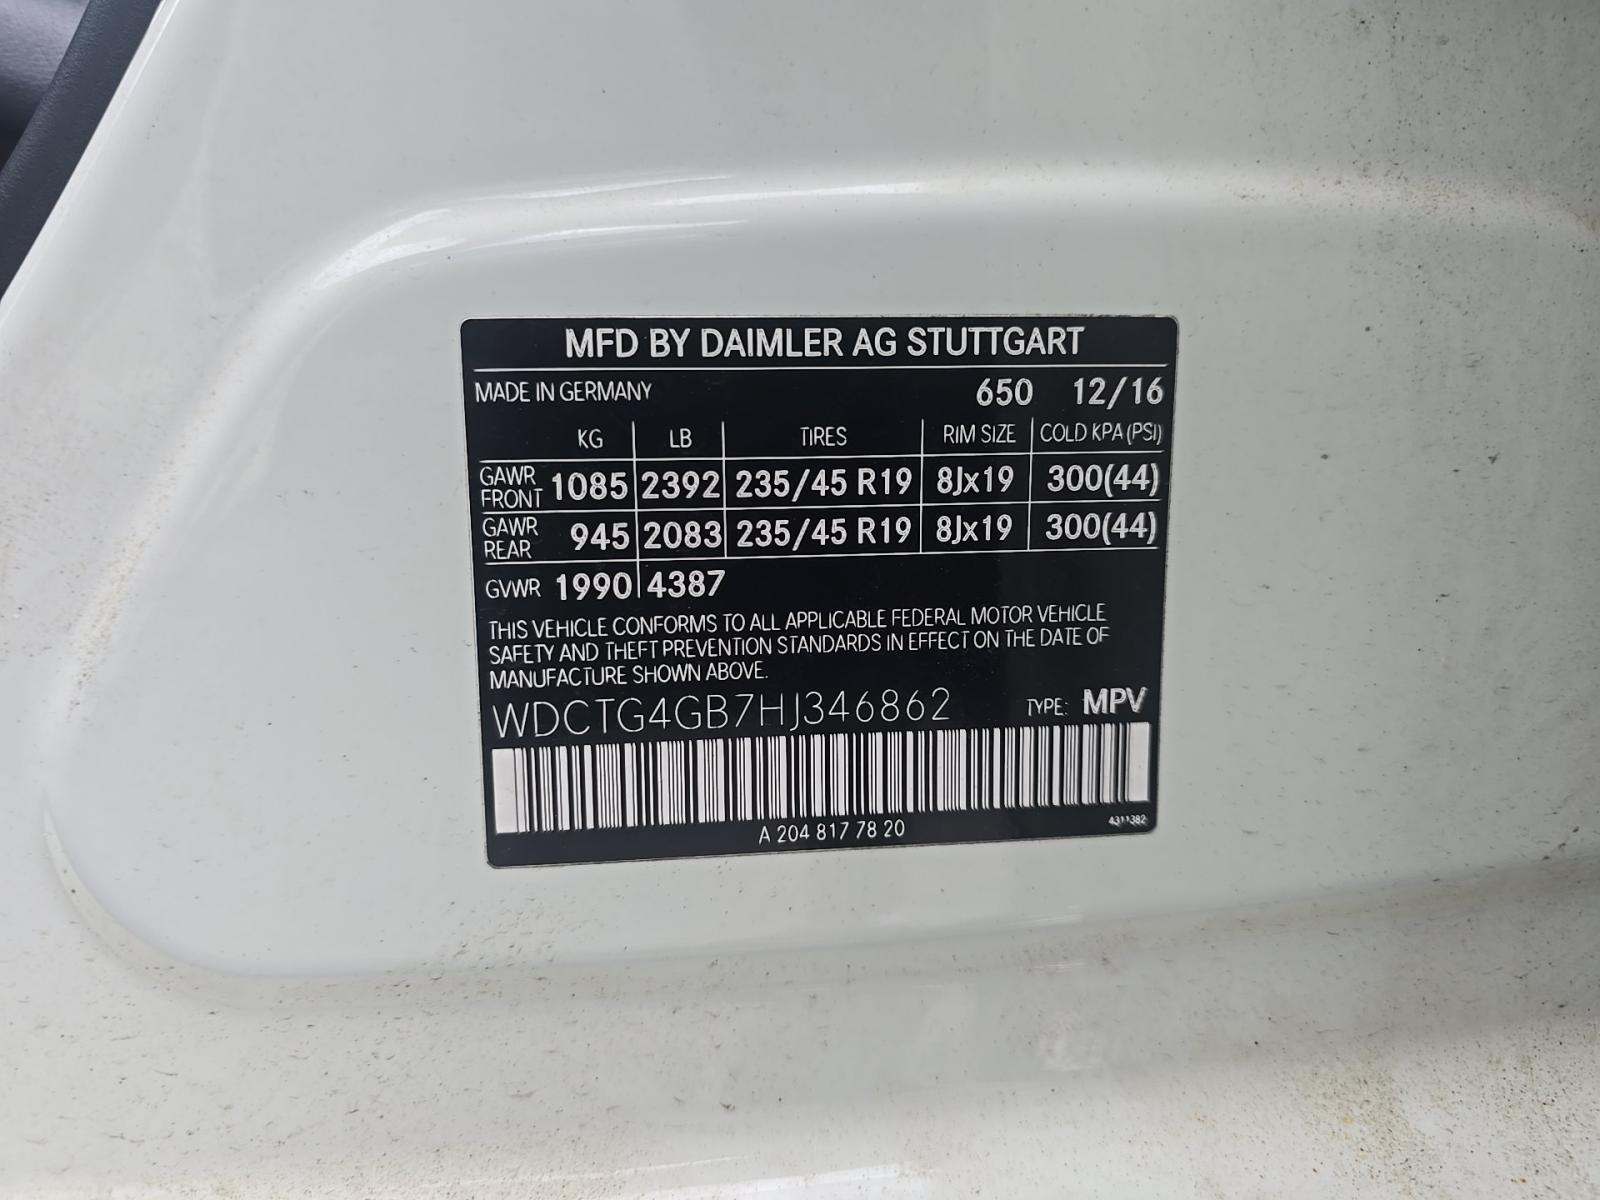 MFD BY DAIMLER AG STUTTGART
MADE IN GERMANY 650 12/16
KG LB TIRES RIM SIZE COLD KPA (PSI)
GAWR FRONT 1085 2392 235/45 R19 8Jx19 300(44)
GAWR REAR 945 2083 235/45 R19 8Jx19 300(44)
GVWR 1990 4387
THIS VEHICLE CONFORMS TO ALL APPLICABLE FEDERAL MOTOR VEHICLE
SAFETY AND THEFT PREVENTION STANDARDS IN EFFECT ON THE DATE OF
MANUFACTURE SHOWN ABOVE.
WDCTG4GB7HJ346862 TYPE: MPV
A 204 817 78 20 4311382